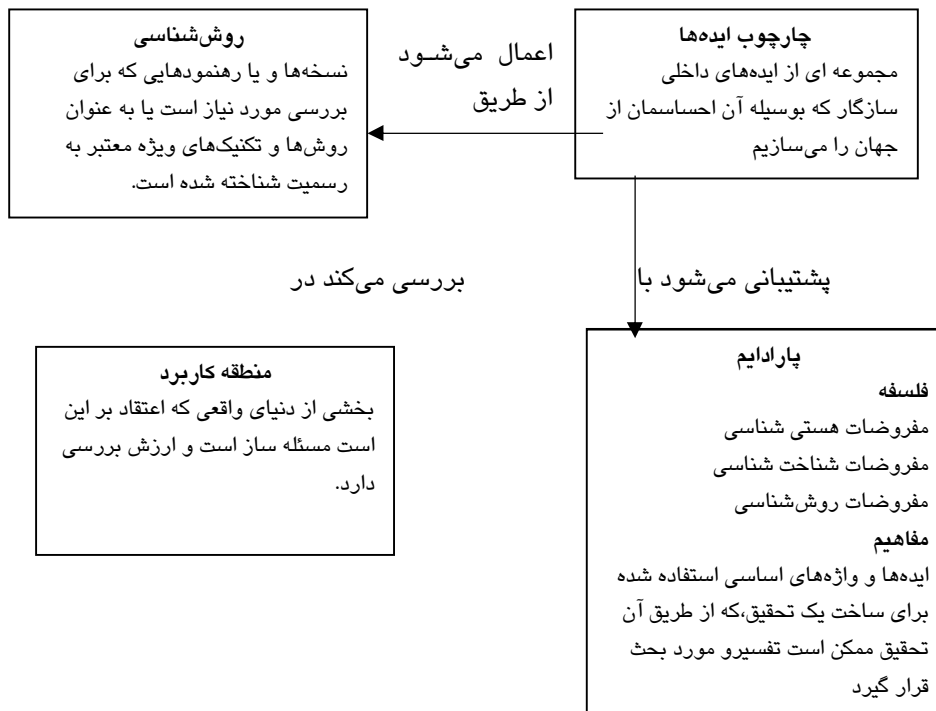 چارچوب ایده‌ها
مجموعه ای از ایده‌های داخلی
سازگار که بوسیله آن احساسمان از
جهان را می‌سازیم
اعمال می‌شود
از طریق
روش‌شناسی
نسخه‌ها و یا رهنمودهایی که برای
بررسی مورد نیاز است یا به عنوان
روش‌ها و تکنیک‌های ویژه معتبر به
رسمیت شناخته شده است.
پشتیبانی می‌شود با
بررسی می‌کند در
پارادایم
فلسفه
مفروضات هستی شناسی
مفروضات شناخت شناسی
مفروضات روش‌شناسی
مفاهیم
ایده‌ها و واژه‌های اساسی استفاده شده
برای ساخت یک تحقیق،که از طریق آن
تحقیق ممکن است تفسیرو مورد بحث
قرار گیرد
منطقه کاربرد
بخشی از دنیای واقعی که اعتقاد بر این
است مسئله ساز است و ارزش بررسی
دارد.